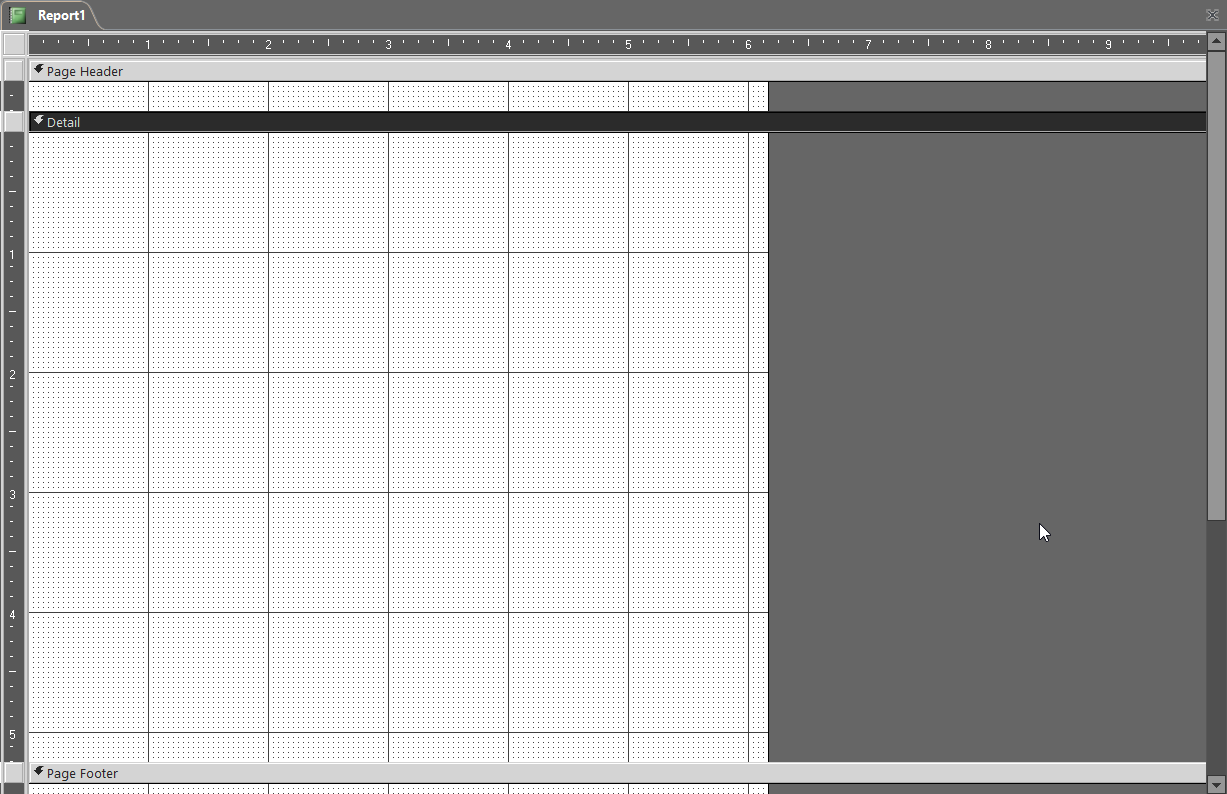 Report1
1 2 3 4 5 6 7 8 9
Page Header
Detail
1
2
3
4
5
Page Footer